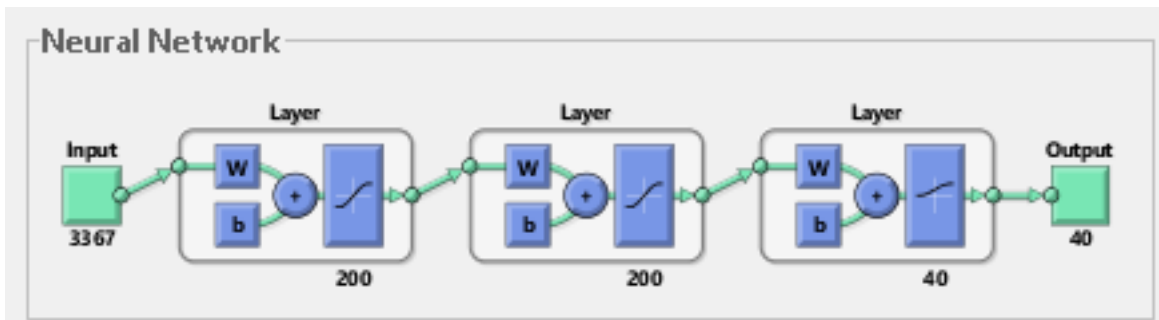 Neural Network
Layer Layer Layer
Input Output
W W W
+ + +
b b b
3367 40
200 200 40